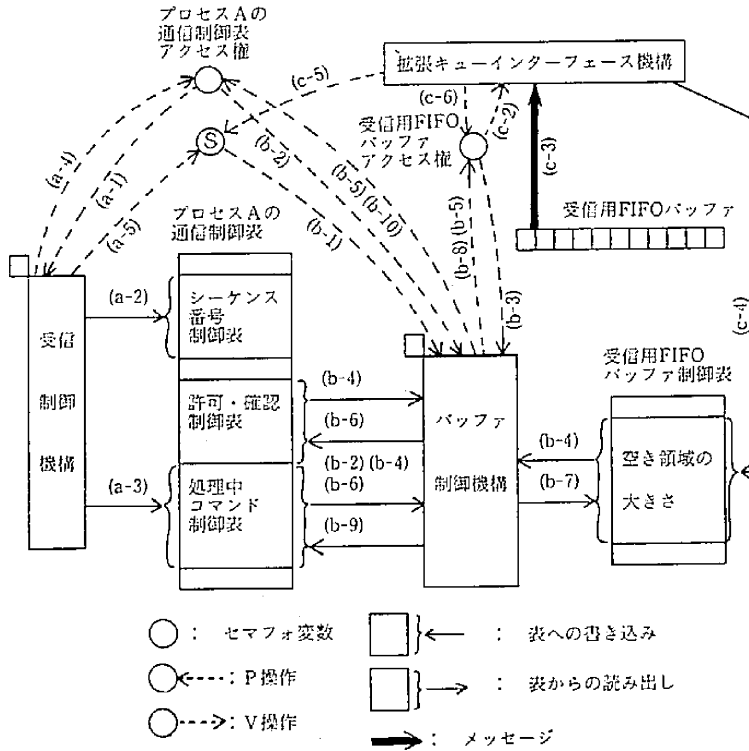 プロセスAの
通信制御表
アクセス権
拡張キューインターフェース機構
(c-5)
(c-6)
(c-2)
受信用FIFO
バッファ
アクセス権
(c-3)
S
(a-4)
(a-1)
(a-5)
(b-2)
(b-5)(b-10)
(b-1)
(b-8)(b-5)
(b-3)
受信用FIFOバッファ
(c-4)
プロセスAの
通信制御表
(a-2)
シーケンス
番号
制御表
受信
制御
機構
受信用FIFO
バッファ制御表
(b-4)
許可・確認
制御表
(b-6)
バッファ
制御機構
(b-4)
空き領域の
大きさ
(b-7)
(b-2)(b-4)
(b-6)
(a-3)
処理中
コマンド
制御表
(b-9)
: セマフォ変数
: P操作
: V操作
: 表への書き込み
: 表からの読み出し
: メッセージ